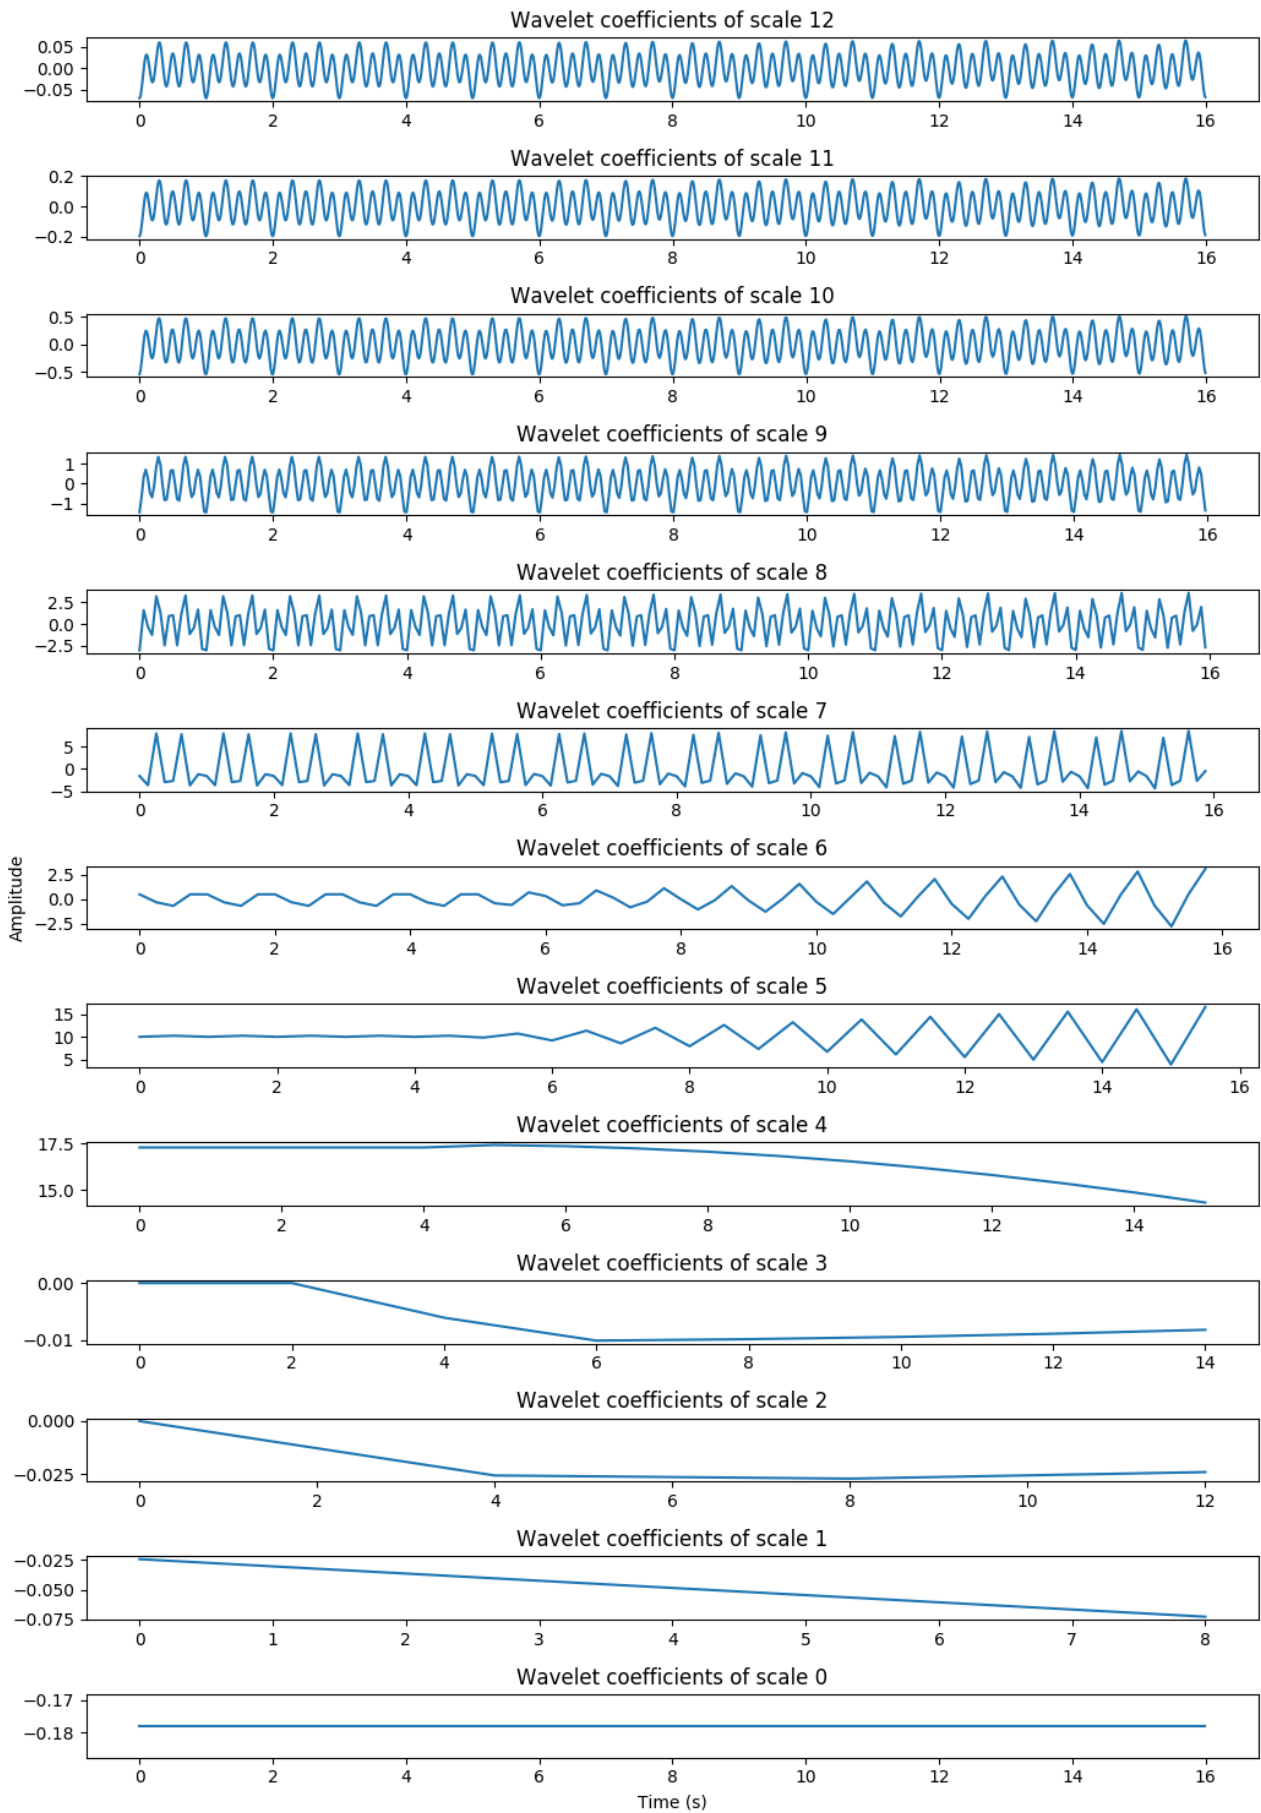 Wavelet coefficients of scale 12
0.05
0.00
−0.05
0 2 4 6 8 10 12 14 16
Wavelet coefficients of scale 11
0.2
0.0
−0.2
0 2 4 6 8 10 12 14 16
Wavelet coefficients of scale 10
0.5
0.0
−0.5
0 2 4 6 8 10 12 14 16
Wavelet coefficients of scale 9
1
0
−1
0 2 4 6 8 10 12 14 16
Wavelet coefficients of scale 8
2.5
0.0
−2.5
0 2 4 6 8 10 12 14 16
Wavelet coefficients of scale 7
5
0
−5
0 2 4 6 8 10 12 14 16
Wavelet coefficients of scale 6
2.5
0.0
−2.5
0 2 4 6 8 10 12 14 16
Amplitude
Wavelet coefficients of scale 5
15
10
5
0 2 4 6 8 10 12 14 16
Wavelet coefficients of scale 4
17.5
15.0
0 2 4 6 8 10 12 14
Wavelet coefficients of scale 3
0.00
−0.01
0 2 4 6 8 10 12 14
Wavelet coefficients of scale 2
0.000
−0.025
0 2 4 6 8 10 12
Wavelet coefficients of scale 1
−0.025
−0.050
−0.075
0 1 2 3 4 5 6 7 8
Wavelet coefficients of scale 0
−0.17
−0.18
0 2 4 6 8 10 12 14 16
Time (s)